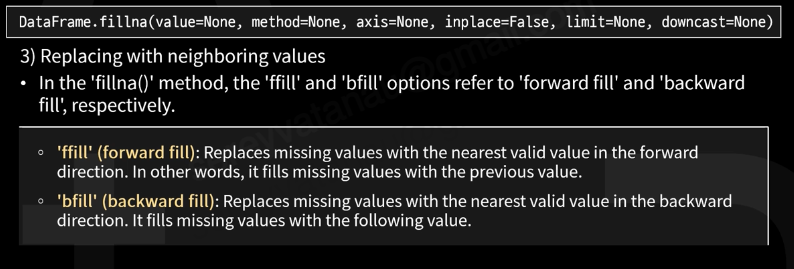 DataFrame.fillna(value=None, method=None, axis=None, inplace=False, limit=None, downcast=None)
3) Replacing with neighboring values
• In the 'fillna()' method, the 'ffill' and 'bfill' options refer to 'forward fill' and 'backward
fill', respectively.
◦ 'ffill' (forward fill): Replaces missing values with the nearest valid value in the forward
direction. In other words, it fills missing values with the previous value.
◦ 'bfill' (backward fill): Replaces missing values with the nearest valid value in the backward
direction. It fills missing values with the following value.